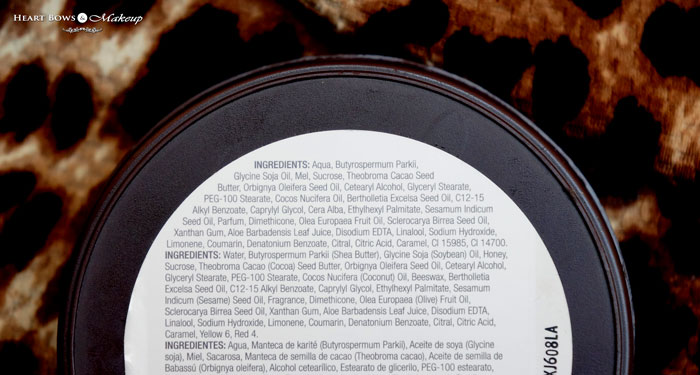 HEART BOWS & MAKEUP
INGREDIENTS: Aqua, Butyrospermum Parkii,
Glycine Soja Oil, Mel, Sucrose, Theobroma Cacao Seed
Butter, Orbignya Oleifera Seed Oil, Cetearyl Alcohol, Glyceryl Stearate,
PEG-100 Stearate, Cocos Nucifera Oil, Bertholletia Excelsa Seed Oil, C12-15
Alkyl Benzoate, Caprylyl Glycol, Cera Alba, Ethylhexyl Palmitate, Sesamum Indicum
Seed Oil, Parfum, Dimethicone, Olea Europaea Fruit Oil, Sclerocarya Birrea Seed Oil,
Xanthan Gum, Aloe Barbadensis Leaf Juice, Disodium EDTA, Linalool, Sodium Hydroxide,
Limonene, Coumarin, Denatonium Benzoate, Citral, Citric Acid, Caramel, CI 15985, CI 14700.
INGREDIENTS: Water, Butyrospermum Parkii (Shea Butter), Glycine Soja (Soybean) Oil, Honey,
Sucrose, Theobroma Cacao (Cocoa) Seed Butter, Orbignya Oleifera Seed Oil, Cetearyl Alcohol,
Glyceryl Stearate, PEG-100 Stearate, Cocos Nucifera (Coconut) Oil, Beeswax, Bertholletia
Excelsa Seed Oil, C12-15 Alkyl Benzoate, Caprylyl Glycol, Ethylhexyl Palmitate, Sesamum
Indicum (Sesame) Seed Oil, Fragrance, Dimethicone, Olea Europaea (Olive) Fruit Oil,
Sclerocarya Birrea Seed Oil, Xanthan Gum, Aloe Barbadensis Leaf Juice, Disodium EDTA,
Linalool, Sodium Hydroxide, Limonene, Coumarin, Denatonium Benzoate, Citral, Citric Acid,
Caramel, Yellow 6, Red 4.
INGREDIENTES: Agua, Manteca de karité (Butyrospermum Parkii), Aceite de soya (Glycine
soja), Miel, Sacarosa, Manteca de semilla de cacao (Theobroma cacao), Aceite de semilla de
Babassú (Orbignya oleifera), Alcohol cetearílico, Estearato de glicerilo, PEG-100 estearato,
XJ608LA